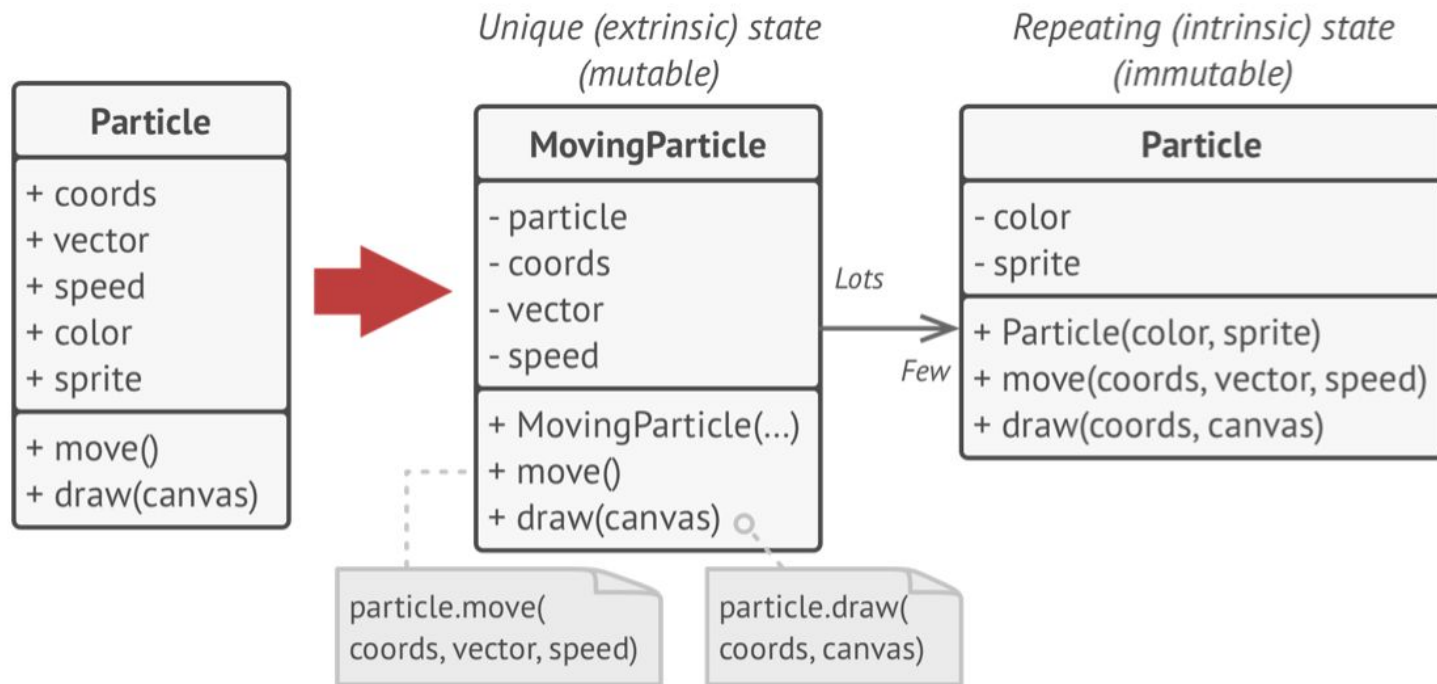 Particle
+ coords
+ vector
+ speed
+ color
+ sprite
+ move()
+ draw(canvas)
Unique (extrinsic) state
(mutable)
MovingParticle
- particle
- coords
- vector
- speed
+ MovingParticle(...)
+ move()
+ draw(canvas)
particle.move(
coords, vector, speed)
particle.draw(
coords, canvas)
Lots
Few
Repeating (intrinsic) state
(immutable)
Particle
- color
- sprite
+ Particle(color, sprite)
+ move(coords, vector, speed)
+ draw(coords, canvas)